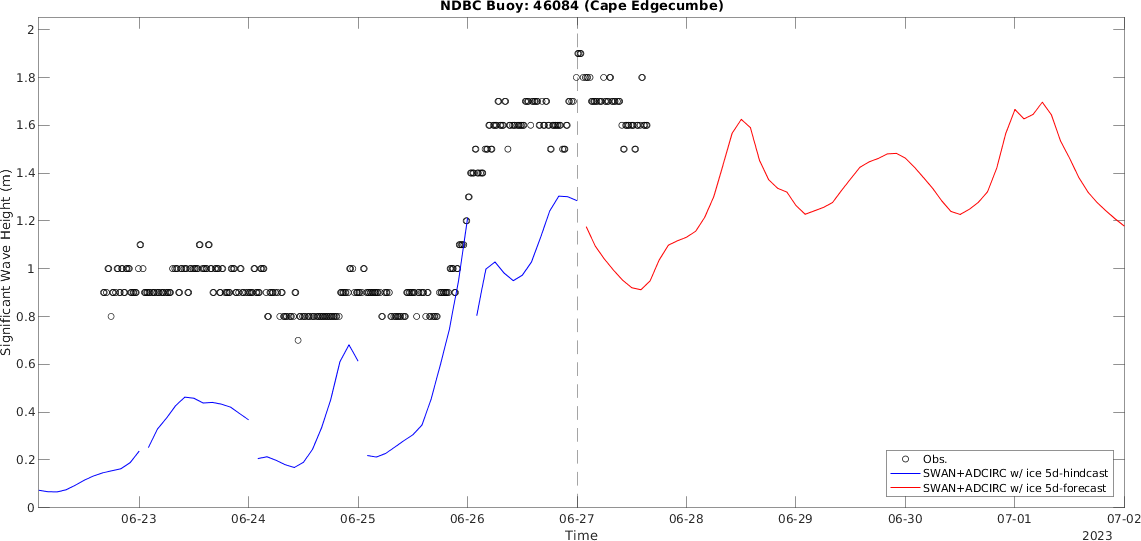 NDBC Buoy: 46084 (Cape Edgecumbe)
2
1.8
1.6
1.4
1.2
1
0.8
0.6
0.4
0.2
0
Significant Wave Height (m)
Obs.
SWAN+ADCIRC w/ ice 5d-hindcast
SWAN+ADCIRC w/ ice 5d-forecast
06-23 06-24 06-25 06-26 06-27 06-28 06-29 06-30 07-01 07-02
Time 2023